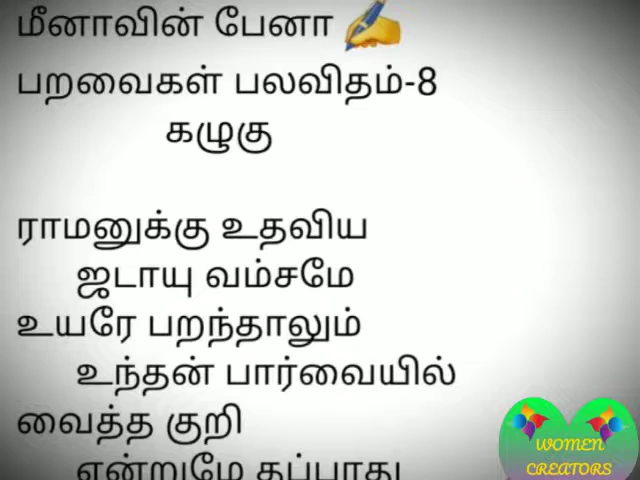 மீனாவின் பேனா ✍️
பறவைகள் பலவிதம்-8
கழுகு
ராமனுக்கு உதவிய
ஜடாயு வம்சமே
உயரே பறந்தாலும்
உந்தன் பார்வையில்
வைத்த குறி
என்றுமே தப்பாது
WOMEN
CREATORS